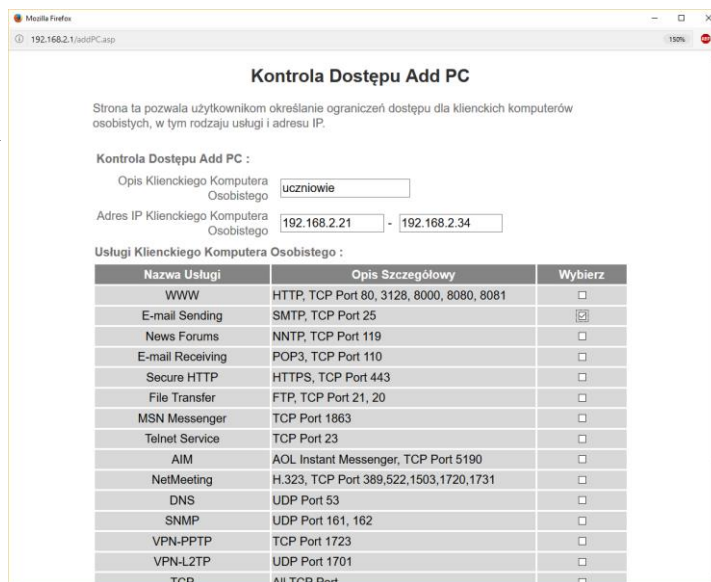 Mozilla Firefox
192.168.2.1/addPC.asp 150% ABP
Kontrola Dostępu Add PC
Strona ta pozwala użytkownikom określanie ograniczeń dostępu dla klienckich komputerów
osobistych, w tym rodzaju usługi i adresu IP.
Kontrola Dostępu Add PC :
Opis Klienckiego Komputera
Osobistego uczniowie
Adres IP Klienckiego Komputera
Osobistego 192.168.2.21 - 192.168.2.34
Usługi Klienckiego Komputera Osobistego :
Nazwa Usługi Opis Szczegółowy Wybierz
WWW HTTP, TCP Port 80, 3128, 8000, 8080, 8081
E-mail Sending SMTP, TCP Port 25
News Forums NNTP, TCP Port 119
E-mail Receiving POP3, TCP Port 110
Secure HTTP HTTPS, TCP Port 443
File Transfer FTP, TCP Port 21, 20
MSN Messenger TCP Port 1863
Telnet Service TCP Port 23
AIM AOL Instant Messenger, TCP Port 5190
NetMeeting H.323, TCP Port 389,522,1503,1720,1731
DNS UDP Port 53
SNMP UDP Port 161, 162
VPN-PPTP TCP Port 1723
VPN-L2TP UDP Port 1701
TCP All TCP Port